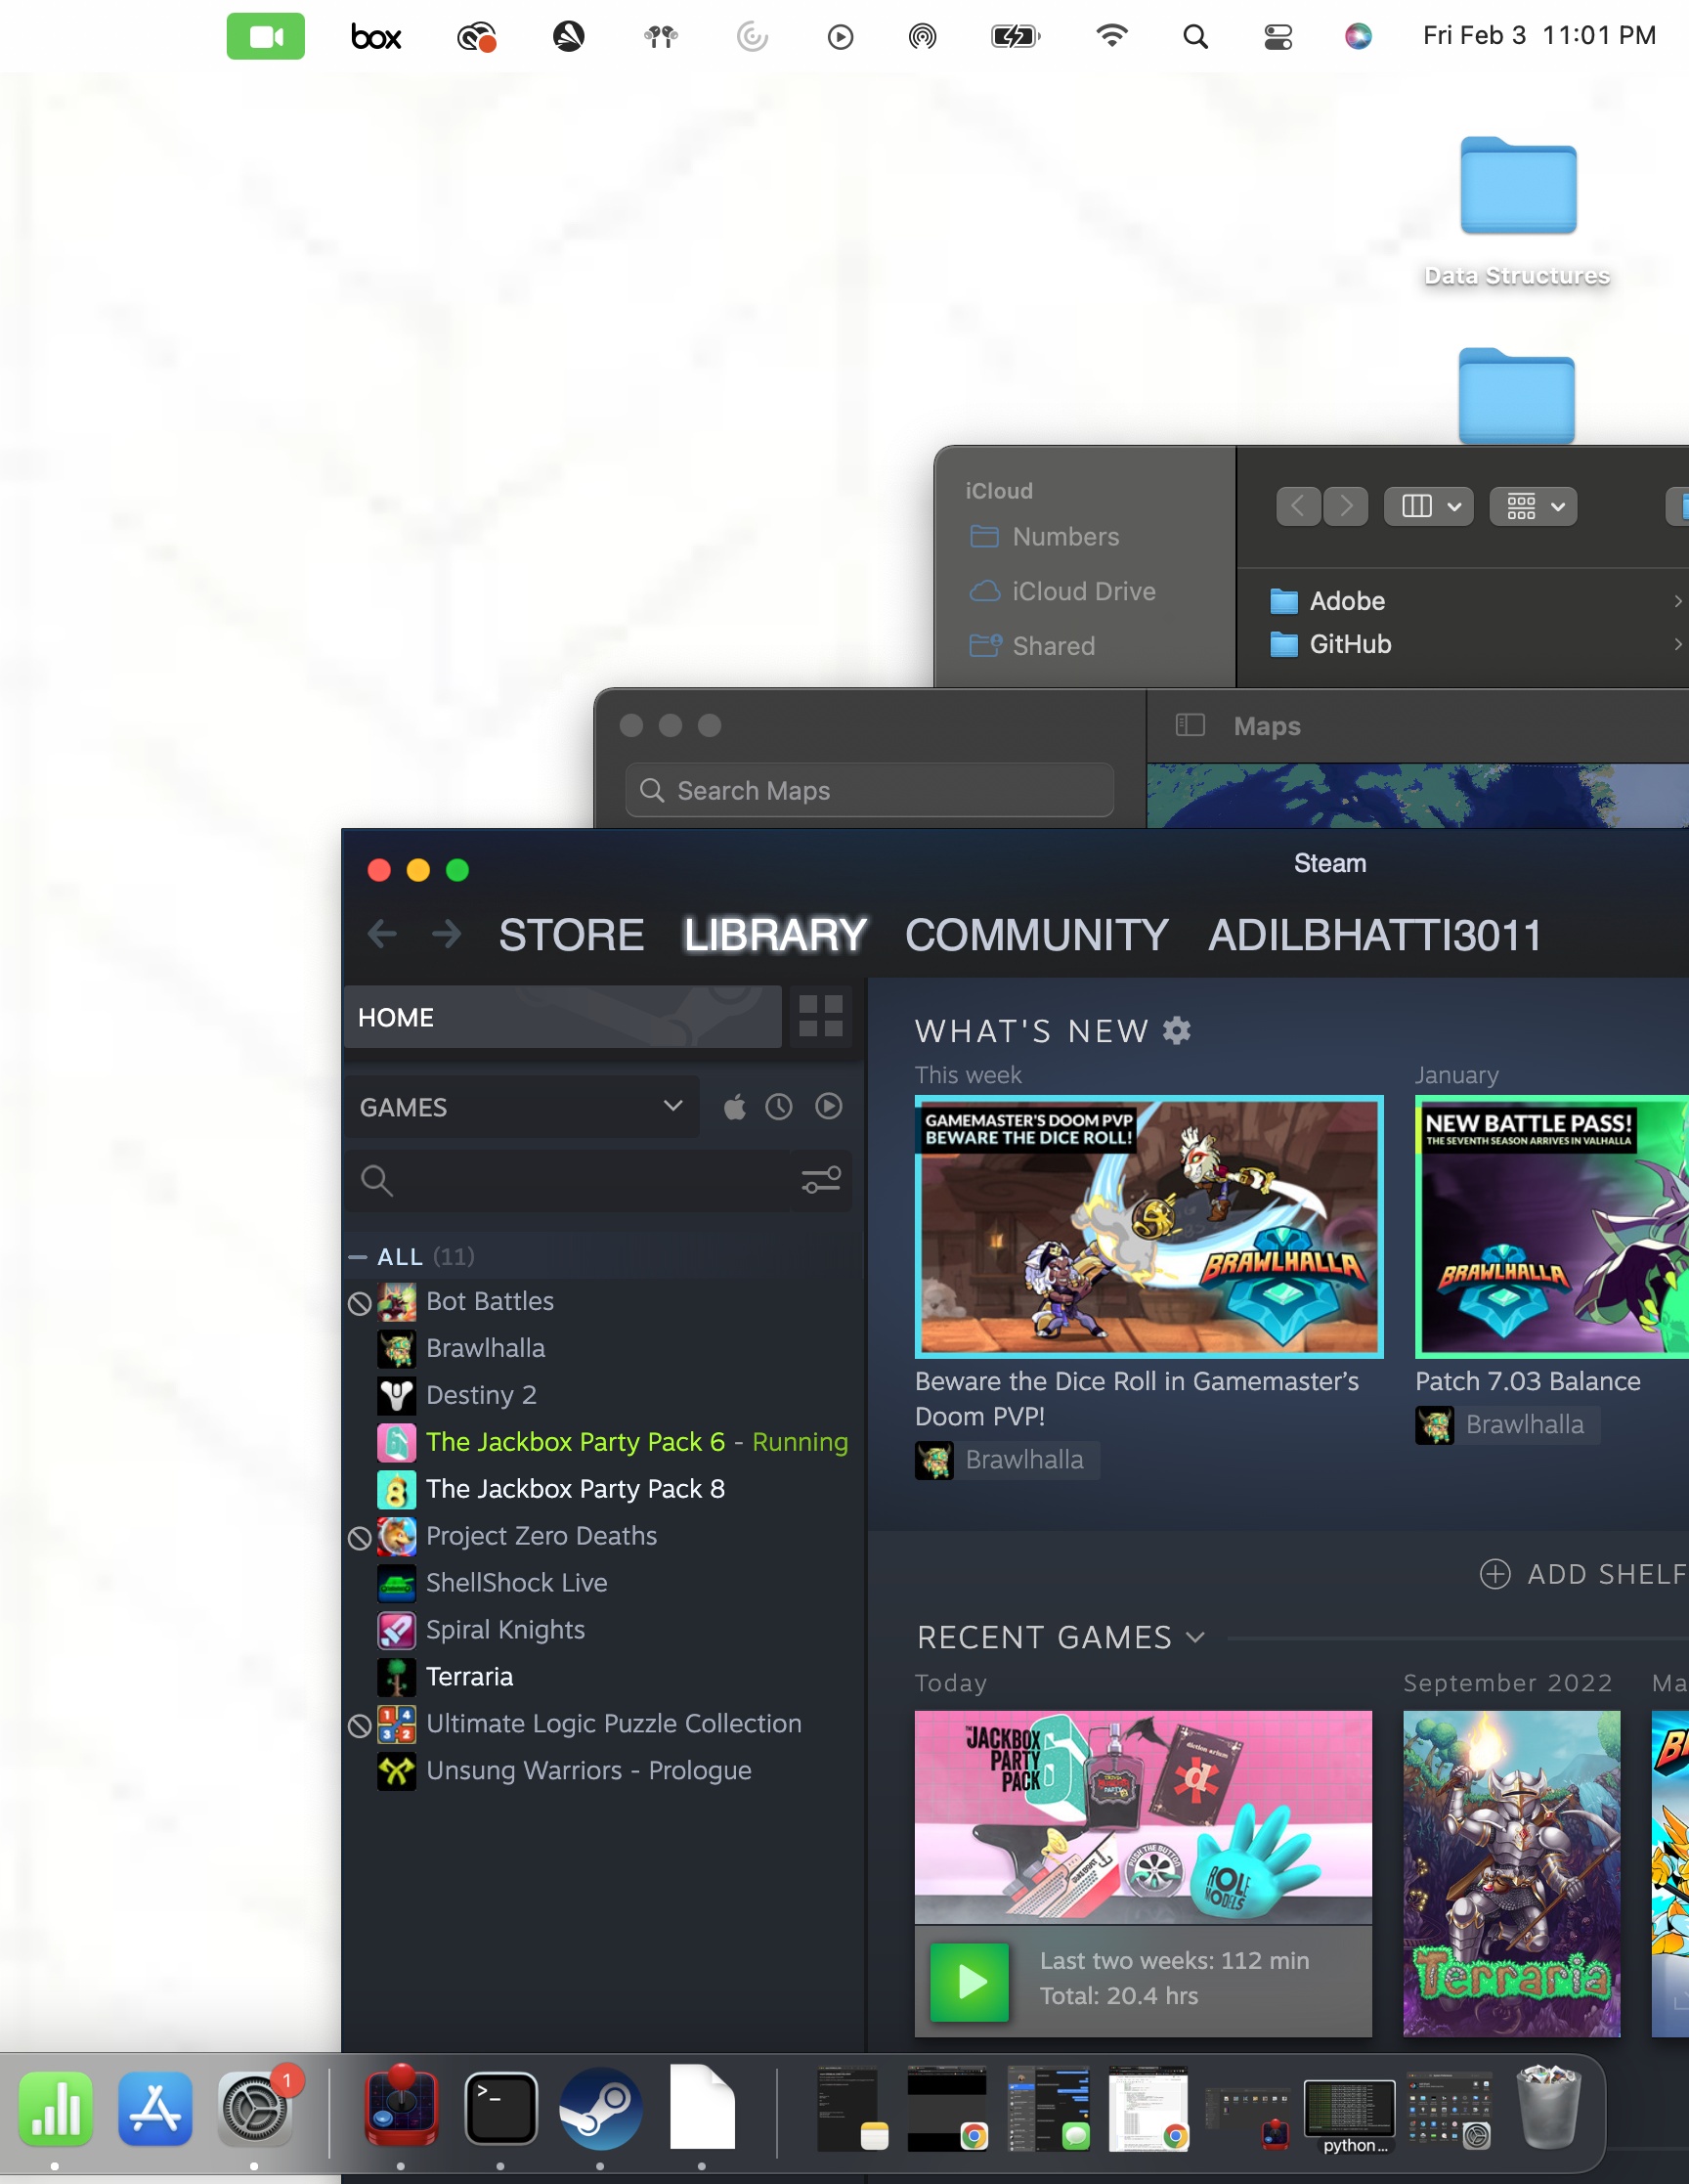 box
Fri Feb 3 11:01 PM
Data Structures
iCloud
Numbers
iCloud Drive
Shared
Adobe
GitHub
Maps
Search Maps
Steam
STORE LIBRARY COMMUNITY ADILBHATTI3011
HOME
GAMES
ALL (11)
Bot Battles
Brawlhalla
Destiny 2
The Jackbox Party Pack 6 - Running
The Jackbox Party Pack 8
Project Zero Deaths
ShellShock Live
Spiral Knights
Terraria
Ultimate Logic Puzzle Collection
Unsung Warriors - Prologue
WHAT'S NEW
This week
GAMEMASTER'S DOOM PVP
BEWARE THE DICE ROLL!
BRAWLHALLA
Beware the Dice Roll in Gamemaster's
Doom PVP!
Brawlhalla
January
NEW BATTLE PASS!
THE SEVENTH SEASON ARRIVES IN VALHALLA
BRAWLHALLA
Patch 7.03 Balance
Brawlhalla
ADD SHELF
RECENT GAMES
Today
THE JACKBOX
PARTY
PACK 6
dictionarium
d
PUSH THE BUTTON
ROLE
MODELS
Last two weeks: 112 min
Total: 20.4 hrs
September 2022
Terraria
Ma
1
python...